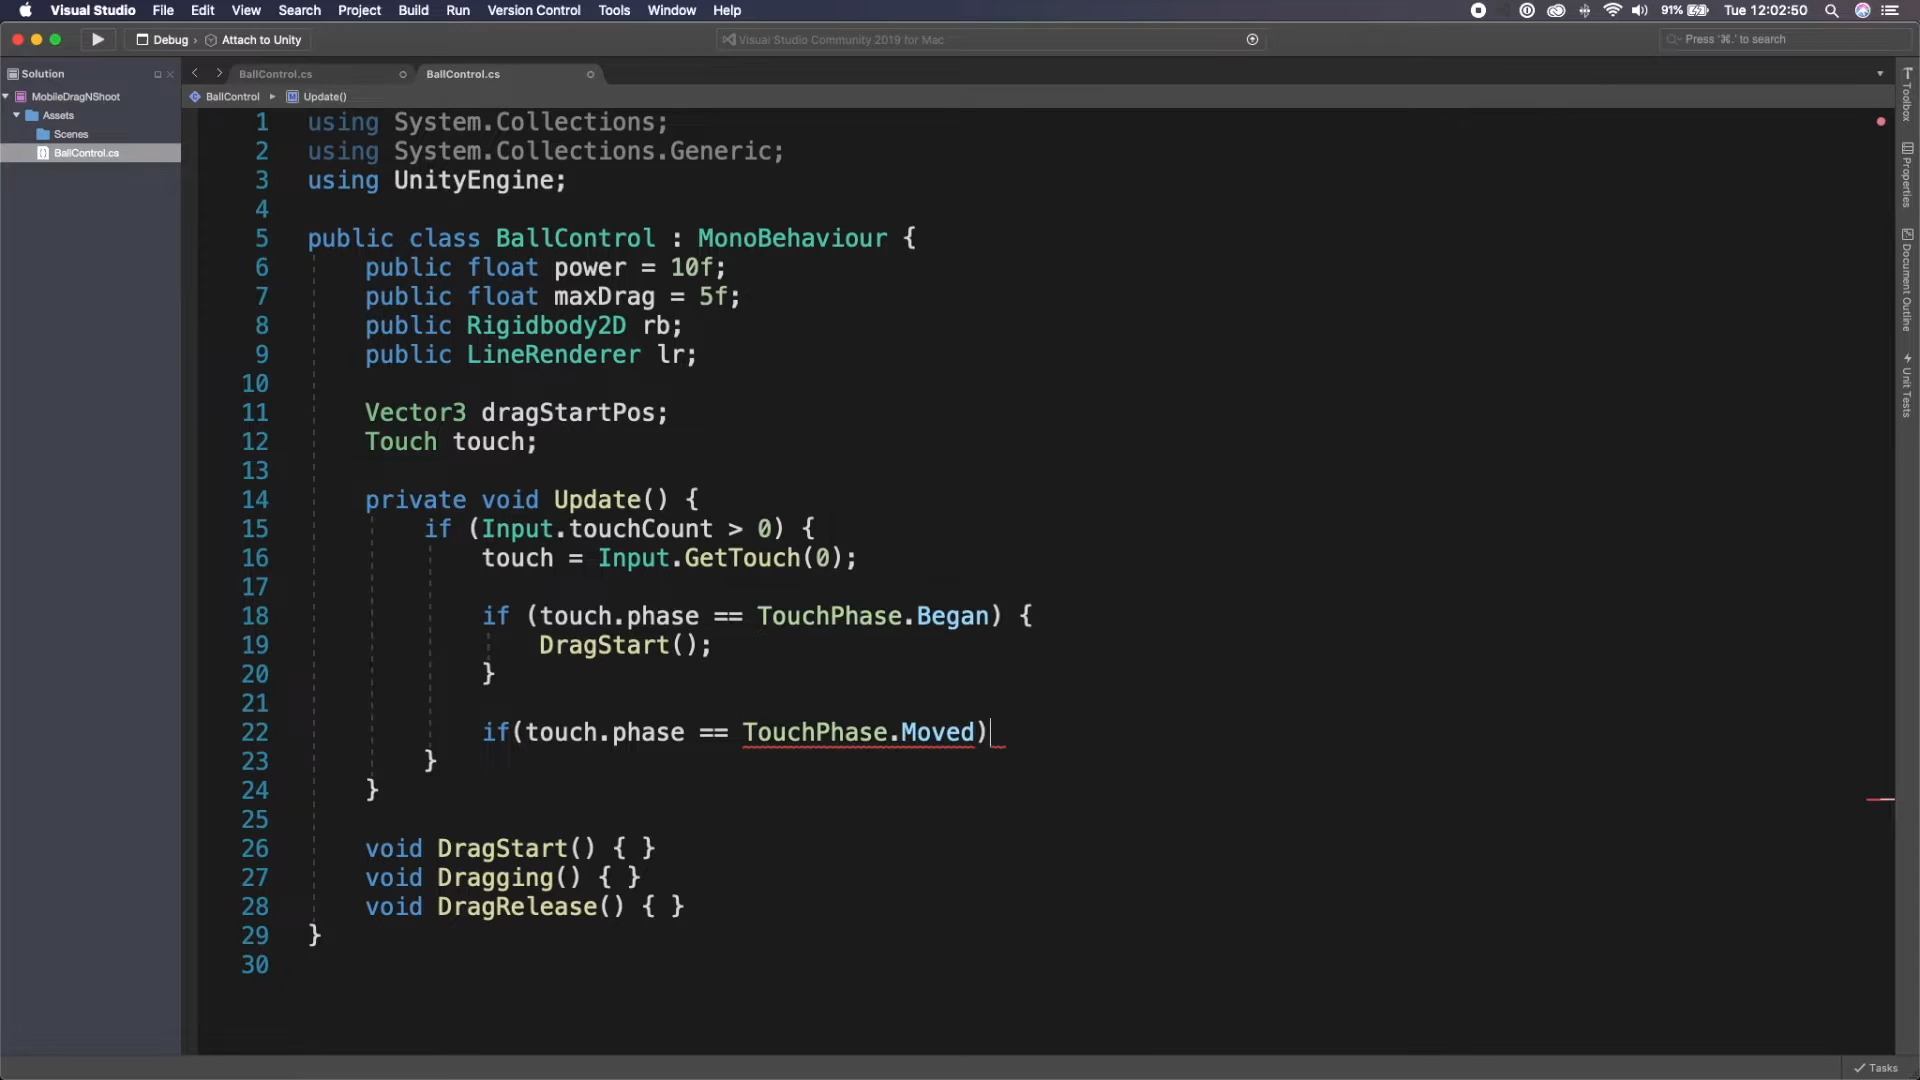 Visual Studio File Edit View Search Project Build Run Version Control Tools Window Help
91% Tue 12:02:50
Debug › Attach to Unity
Visual Studio Community 2019 for Mac
Press '⌘.' to search
Solution
BallControl.cs
BallControl.cs
MobileDragNShoot
Assets
Scenes
BallControl.cs
BallControl Update()
1 using System.Collections;
2 using System.Collections.Generic;
3 using UnityEngine;
4
5 public class BallControl : MonoBehaviour {
6 public float power = 10f;
7 public float maxDrag = 5f;
8 public Rigidbody2D rb;
9 public LineRenderer lr;
10
11 Vector3 dragStartPos;
12 Touch touch;
13
14 private void Update() {
15 if (Input.touchCount > 0) {
16 touch = Input.GetTouch(0);
17
18 if (touch.phase == TouchPhase.Began) {
19 DragStart();
20 }
21
22 if(touch.phase == TouchPhase.Moved)
23 }
24 }
25
26 void DragStart() { }
27 void Dragging() { }
28 void DragRelease() { }
29 }
30
Toolbox
Properties
Document Outline
Unit Tests
Tasks